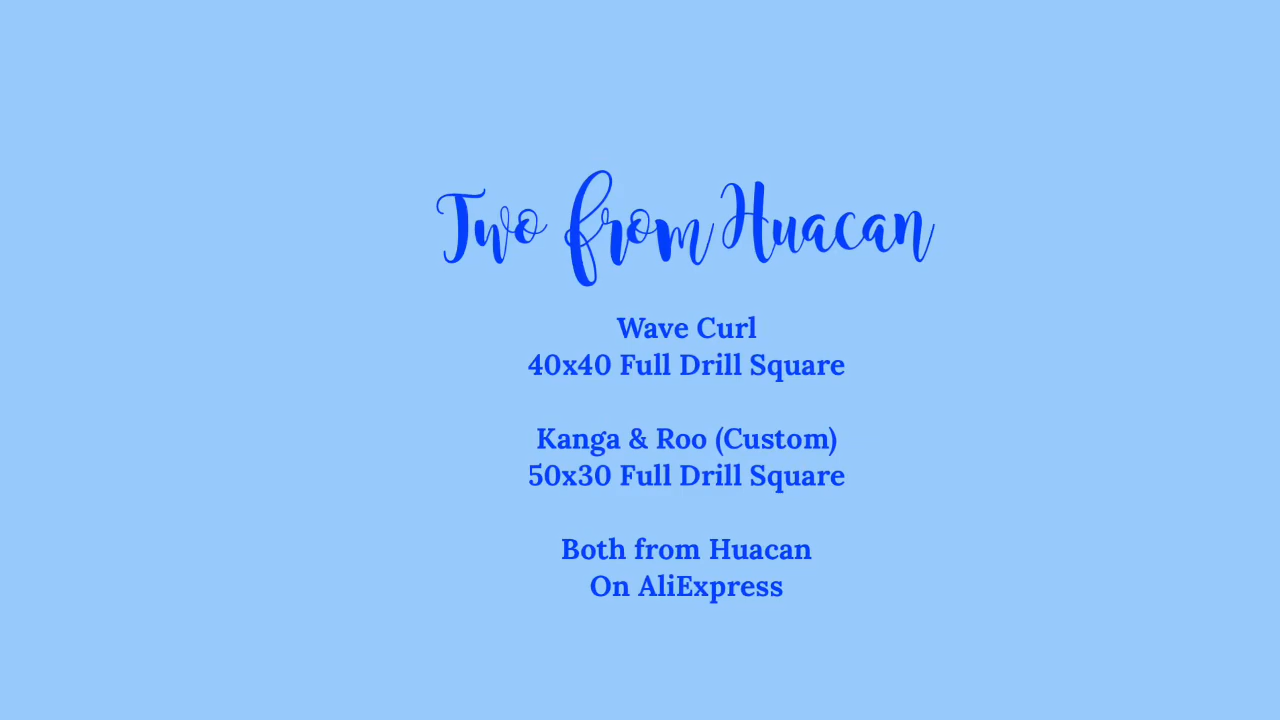 Two from Huacan
Wave Curl
40x40 Full Drill Square
Kanga & Roo (Custom)
50x30 Full Drill Square
Both from Huacan
On AliExpress